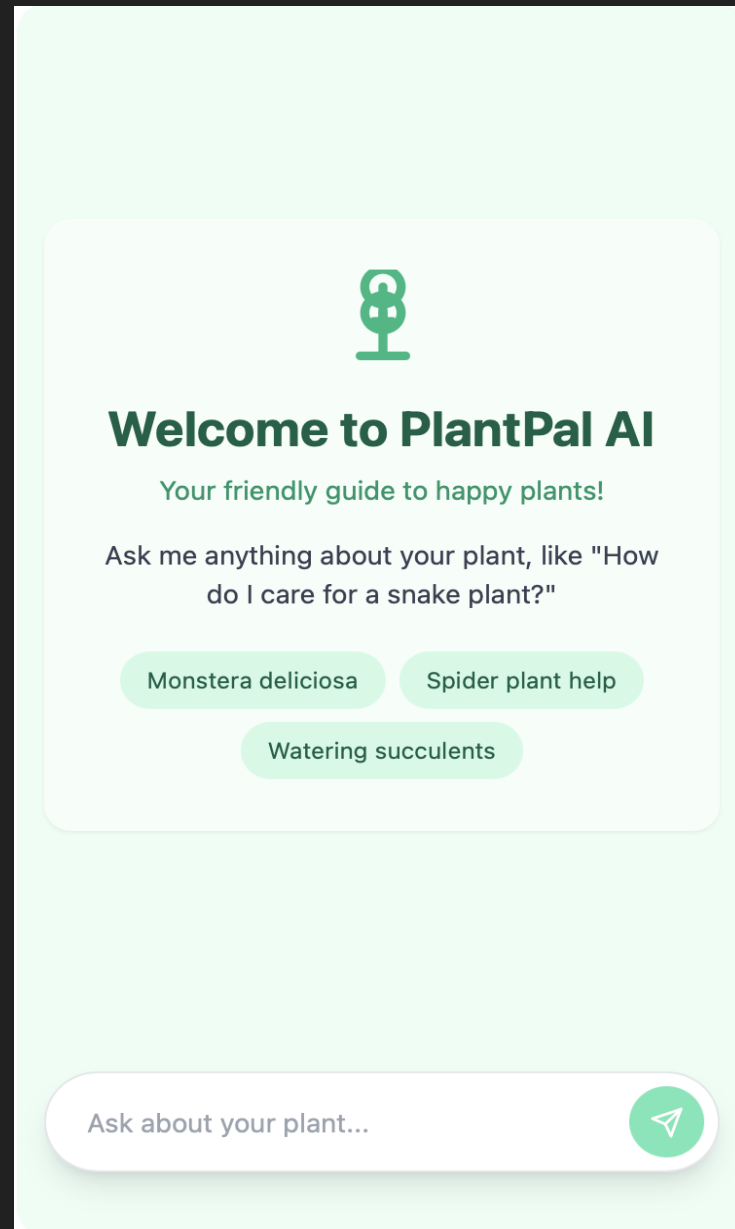 Welcome to PlantPal AI
Your friendly guide to happy plants!
Ask me anything about your plant, like "How
do I care for a snake plant?"
Monstera deliciosa
Spider plant help
Watering succulents
Ask about your plant...